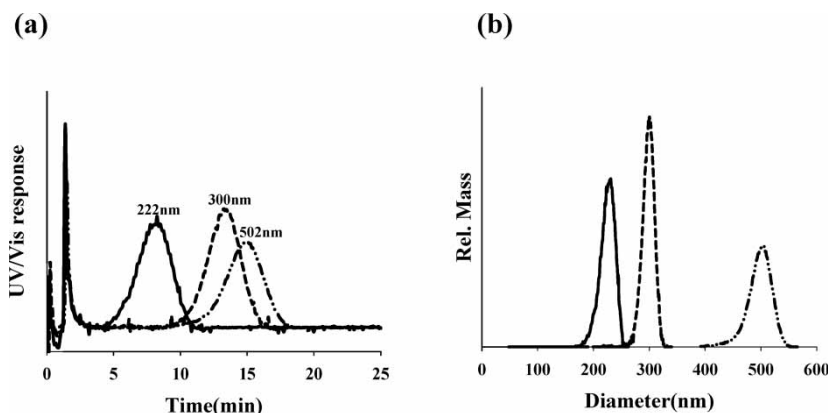 (a)
UV/Vis response
222nm
300nm
502nm
0 5 10 15 20 25
Time(min)
(b)
Rel. Mass
0 100 200 300 400 500 600
Diameter(nm)